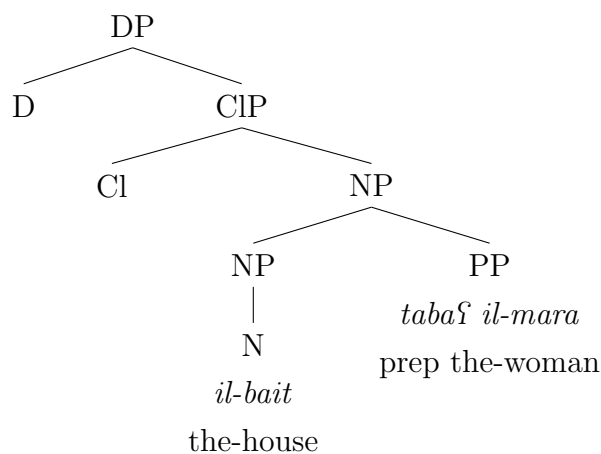 DP
D ClP
Cl NP
NP PP
tabaʕ il-mara
prep the-woman
N
il-bait
the-house